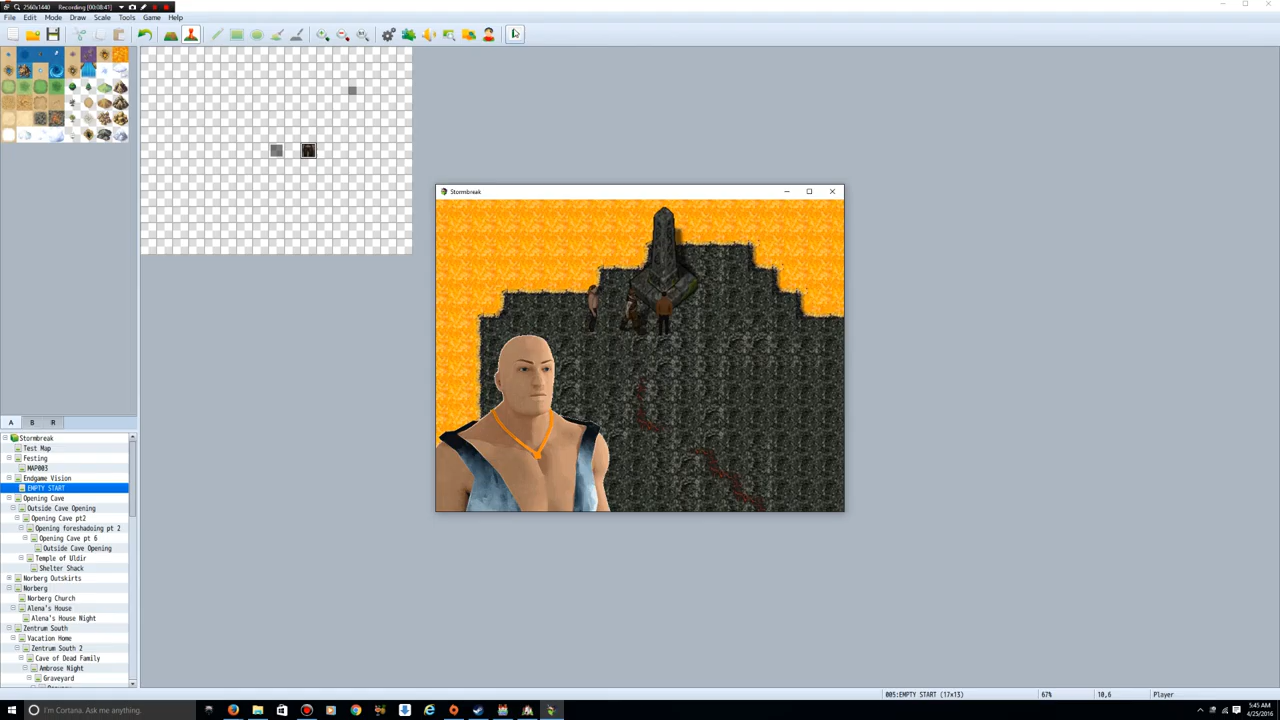 2560x1440 Recording [00:08:41]
File Edit Mode Draw Scale Tools Game Help
A B R
Stormbreak
Test Map
Festing
MAP003
Endgame Vision
EMPTY START
Opening Cave
Outside Cave Opening
Opening Cave pt2
Opening foreshadoing pt 2
Opening Cave pt 6
Outside Cave Opening
Temple of Uldir
Shelter Shack
Norberg Outskirts
Norberg
Norberg Church
Alena's House
Alena's House Night
Zentrum South
Vacation Home
Zentrum South 2
Cave of Dead Family
Ambrose Night
Graveyard
Stormbreak
005:EMPTY START (17x13) 67% 10,6 Player
I'm Cortana. Ask me anything.
5:45 AM
4/25/2016